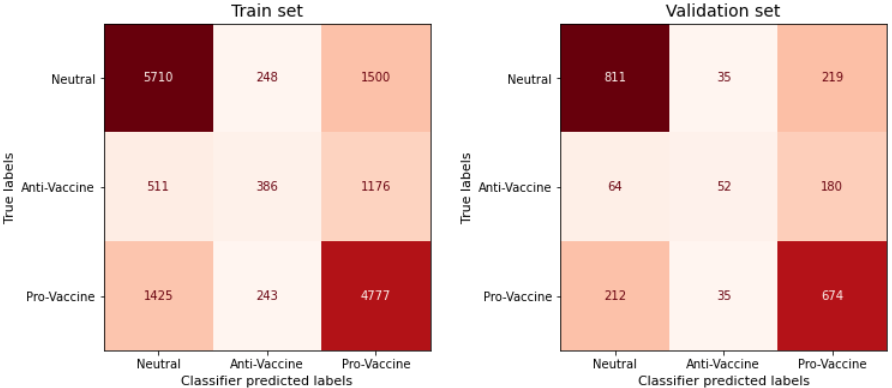 Train set
Neutral 5710 248 1500
Anti-Vaccine 511 386 1176
Pro-Vaccine 1425 243 4777
Neutral Anti-Vaccine Pro-Vaccine
Classifier predicted labels
True labels
Validation set
Neutral 811 35 219
Anti-Vaccine 64 52 180
Pro-Vaccine 212 35 674
Neutral Anti-Vaccine Pro-Vaccine
Classifier predicted labels
True labels